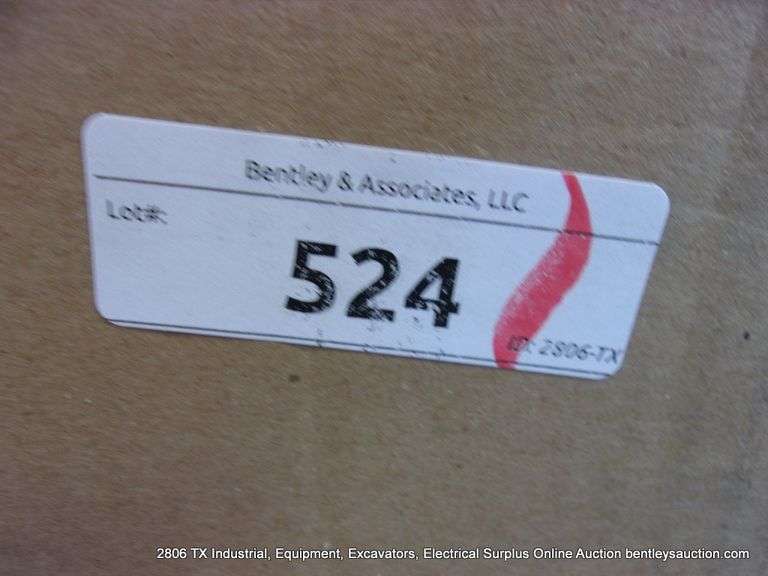 Bentley & Associates, LLC
Lot#:
524
ID: 2806-TX
2806 TX Industrial, Equipment, Excavators, Electrical Surplus Online Auction bentleysauction.com